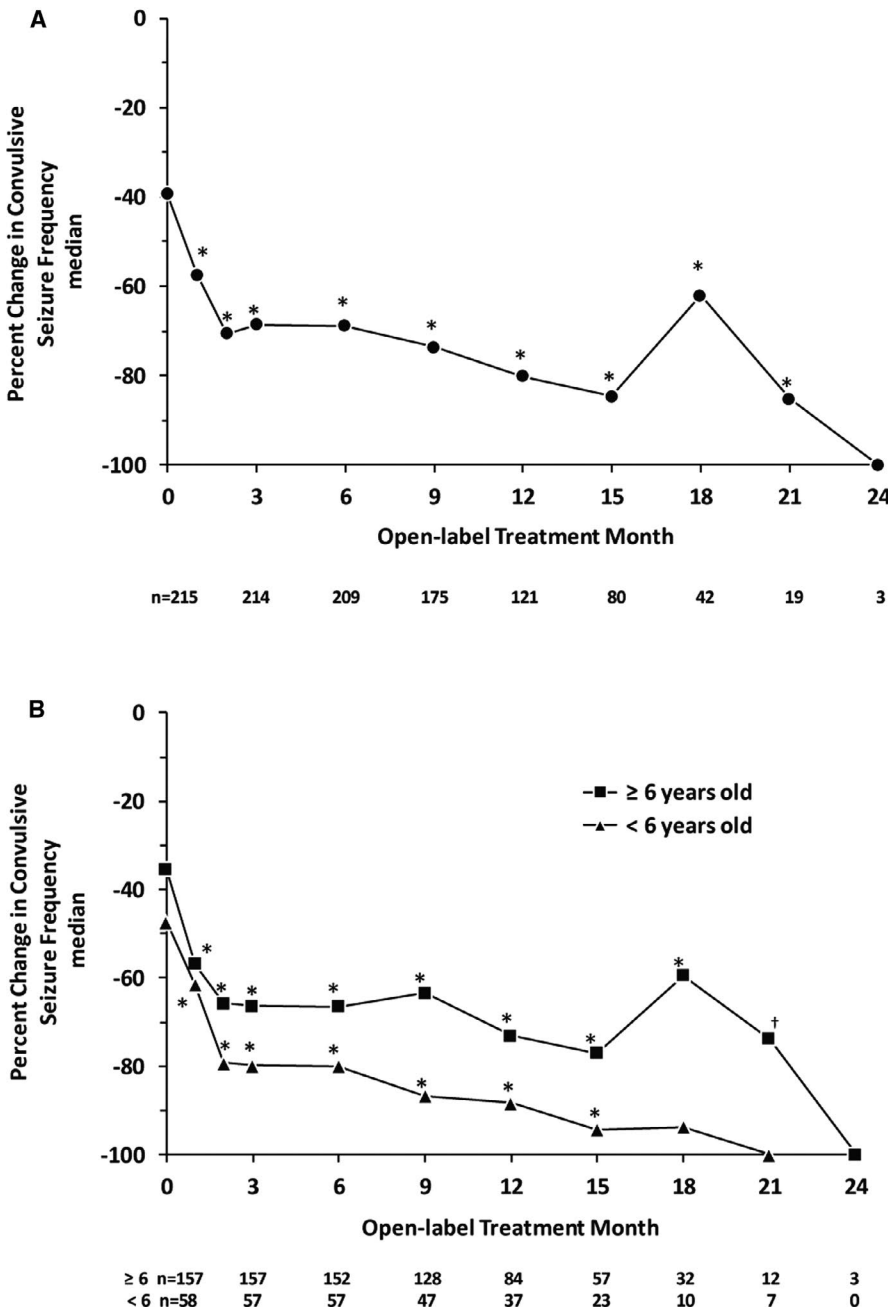 A
0
-20
-40
-60
-80
-100
Percent Change in Convulsive
Seizure Frequency
median
* * * * * * * * * *
0 3 6 9 12 15 18 21 24
Open-label Treatment Month
n=215 214 209 175 121 80 42 19 3
B
0
-20
-40
-60
-80
-100
Percent Change in Convulsive
Seizure Frequency
median
≥ 6 years old
< 6 years old
* * * * * * * * †
* * * * * * *
0 3 6 9 12 15 18 21 24
Open-label Treatment Month
≥ 6 n=157 157 152 128 84 57 32 12 3
< 6 n=58 57 57 47 37 23 10 7 0